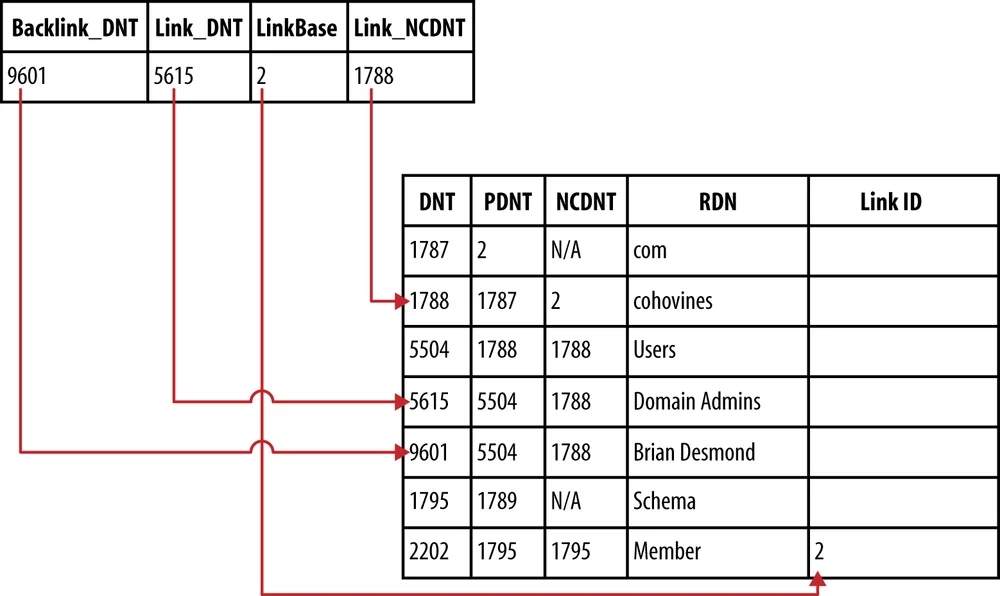 Backlink_DNT Link_DNT LinkBase Link_NCDNT
9601 5615 2 1788
DNT PDNT NCDNT RDN Link ID
1787 2 N/A com
1788 1787 2 cohovines
5504 1788 1788 Users
5615 5504 1788 Domain Admins
9601 5504 1788 Brian Desmond
1795 1789 N/A Schema
2202 1795 1795 Member 2